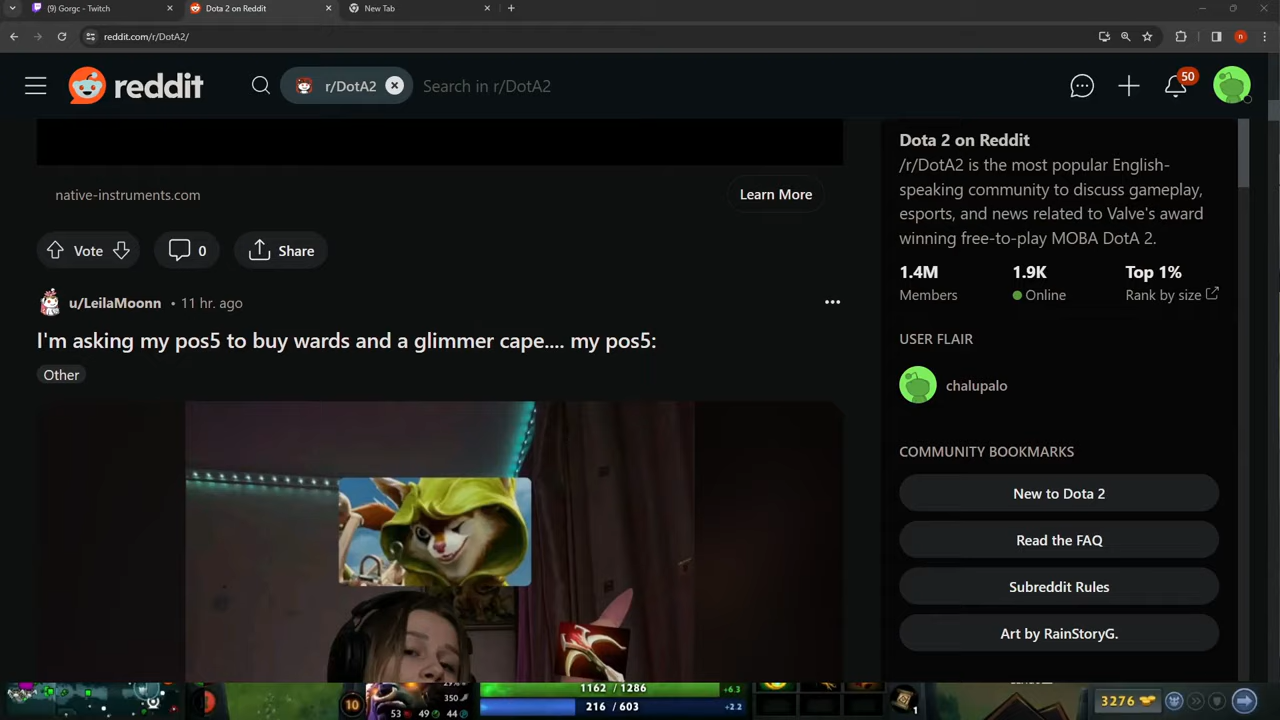 (9) Gorgc - Twitch
Dota 2 on Reddit
New Tab
reddit.com/r/DotA2/
n
reddit
r/DotA2
Search in r/DotA2
50
native-instruments.com
Learn More
Vote
0
Share
u/LeilaMoonn • 11 hr. ago
I'm asking my pos5 to buy wards and a glimmer cape.... my pos5:
Other
Dota 2 on Reddit
/r/DotA2 is the most popular English-
speaking community to discuss gameplay,
esports, and news related to Valve's award
winning free-to-play MOBA DotA 2.
1.4M
1.9K
Top 1%
Members
Online
Rank by size
USER FLAIR
chalupalo
COMMUNITY BOOKMARKS
New to Dota 2
Read the FAQ
Subreddit Rules
Art by RainStoryG.
10
350
53
49
44
1162 / 1286
+6.3
216 / 603
+2.2
1
3276